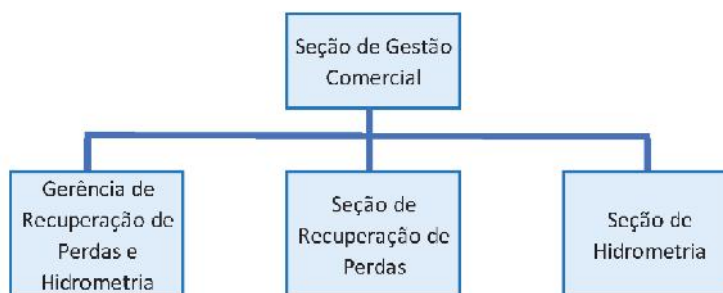 Seção de Gestão
Comercial
Gerência de
Recuperação de
Perdas e
Hidrometria
Seção de
Recuperação de
Perdas
Seção de
Hidrometria